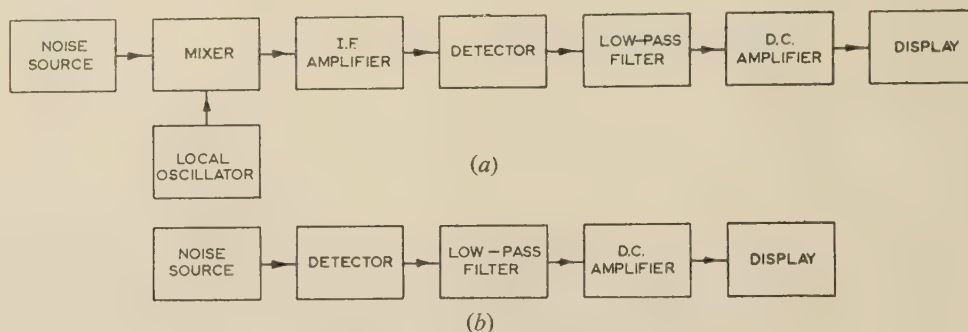 NOISE
SOURCE
MIXER
I.F.
AMPLIFIER
DETECTOR
LOW-PASS
FILTER
D.C.
AMPLIFIER
DISPLAY
LOCAL
OSCILLATOR
(a)
NOISE
SOURCE
DETECTOR
LOW-PASS
FILTER
D.C.
AMPLIFIER
DISPLAY
(b)